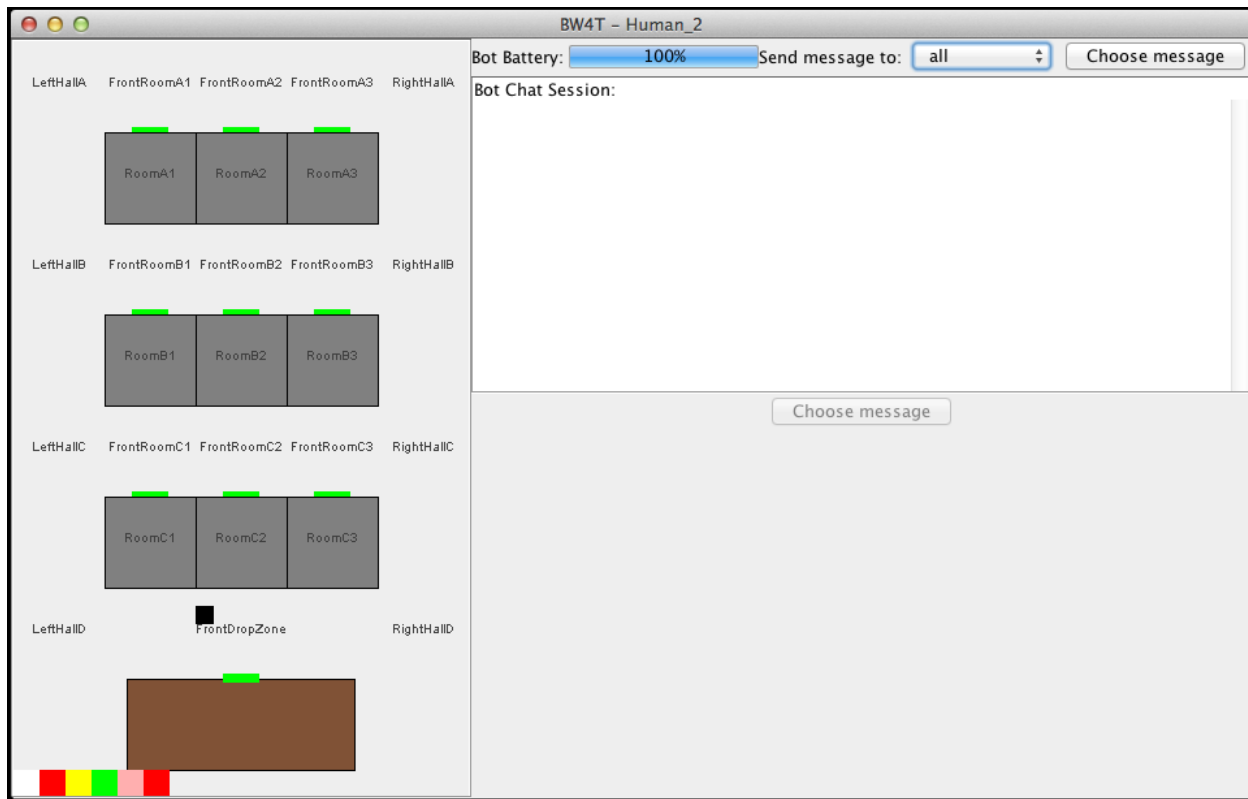 BW4T - Human_2
Bot Battery: 100% Send message to: all Choose message
Bot Chat Session:
LeftHallA FrontRoomA1 FrontRoomA2 FrontRoomA3 RightHallA
RoomA1 RoomA2 RoomA3
LeftHallB FrontRoomB1 FrontRoomB2 FrontRoomB3 RightHallB
RoomB1 RoomB2 RoomB3
Choose message
LeftHallC FrontRoomC1 FrontRoomC2 FrontRoomC3 RightHallC
RoomC1 RoomC2 RoomC3
LeftHallD FrontDropZone RightHallD